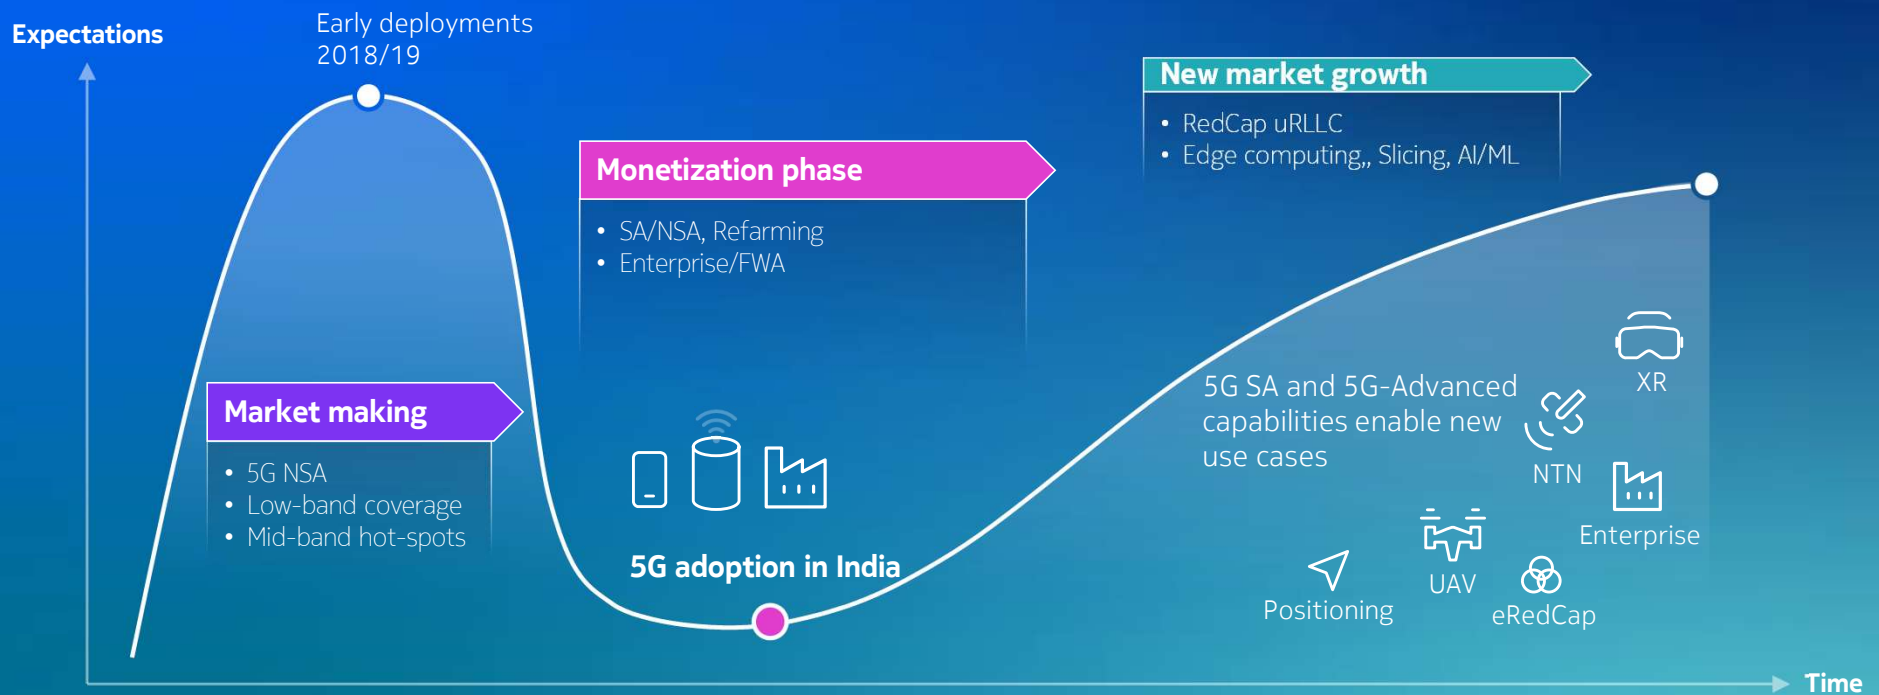 Expectations
Early deployments
2018/19
New market growth
• RedCap uRLLC
• Edge computing,, Slicing, AI/ML
Monetization phase
• SA/NSA, Refarming
• Enterprise/FWA
Market making
• 5G NSA
• Low-band coverage
• Mid-band hot-spots
5G adoption in India
5G SA and 5G-Advanced
capabilities enable new
use cases
XR
NTN
Enterprise
UAV
Positioning
eRedCap
Time